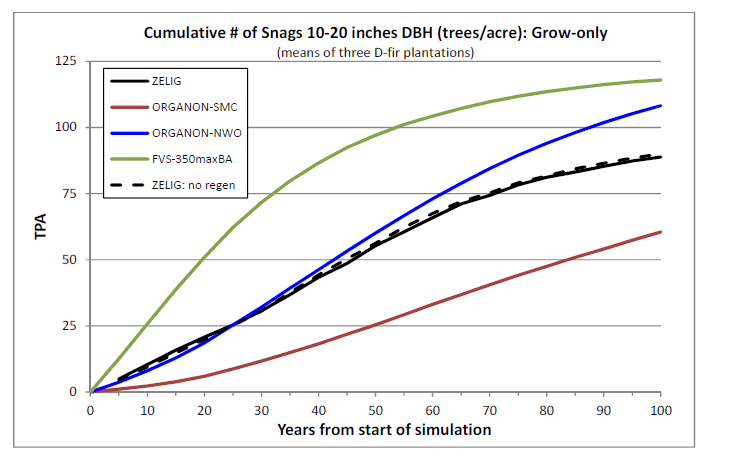 Cumulative # of Snags 10-20 inches DBH (trees/acre): Grow-only
(means of three D-fir plantations)
125
100
75
50
25
0
TPA
ZELIG
ORGANON-SMC
ORGANON-NWO
FVS-350maxBA
ZELIG: no regen
0 10 20 30 40 50 60 70 80 90 100
Years from start of simulation